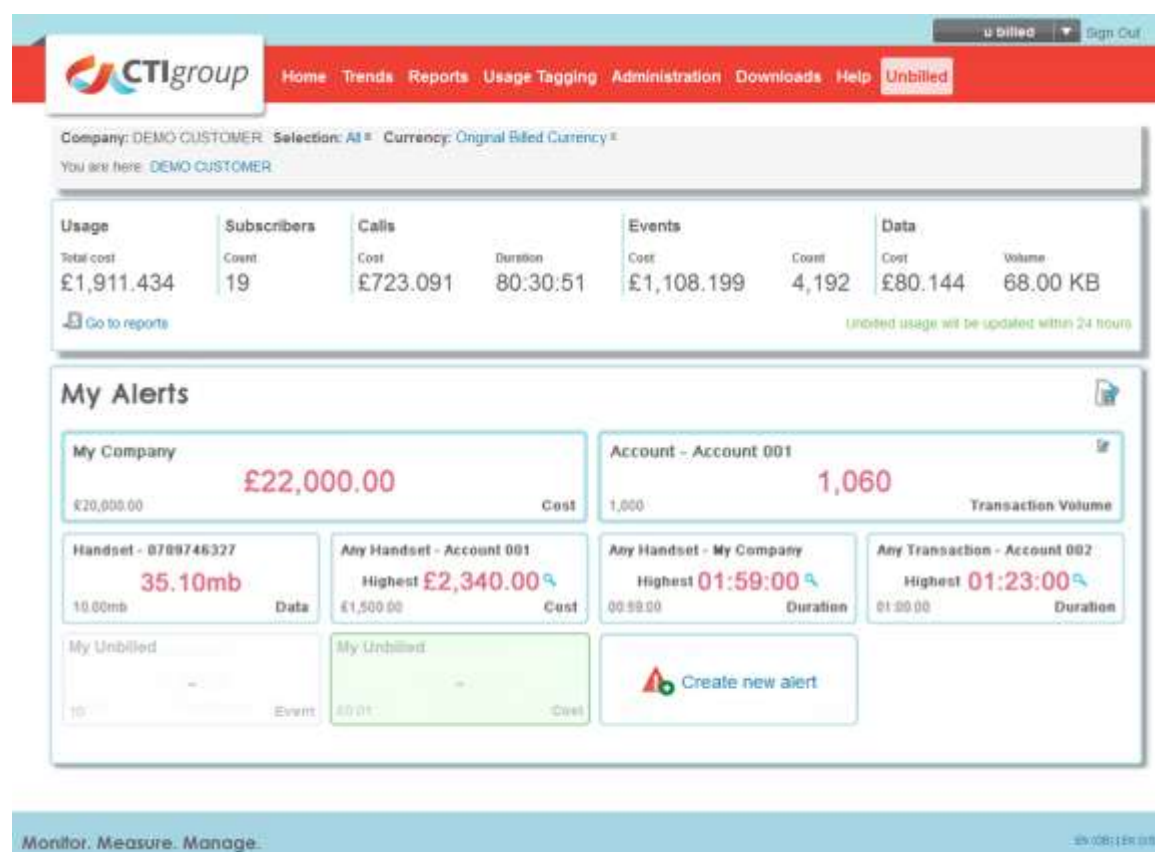 u billed Sign Out
CTIgroup Home Trends Reports Usage Tagging Administration Downloads Help Unbilled
Company: DEMO CUSTOMER Selection: All Currency: Original Billed Currency
You are here: DEMO CUSTOMER
Usage Subscribers Calls Events Data
Total cost Count Cost Duration Cost Count Cost Volume
£1,911.434 19 £723.091 80:30:51 £1,108.199 4,192 £80.144 68.00 KB
Go to reports Unbilled usage will be updated within 24 hours
My Alerts
My Company
£22,000.00
£20,000.00 Cost
Account - Account 001
1,060
1,000 Transaction Volume
Handset - 0789746327
35.10mb
10.00mb Data
Any Handset - Account 001
Highest £2,340.00
£1,500.00 Cost
Any Handset - My Company
Highest 01:59:00
00:59:00 Duration
Any Transaction - Account 002
Highest 01:23:00
01:00:00 Duration
My Unbilled
-
10 Event
My Unbilled
-
£0.01 Cost
Create new alert
Monitor. Measure. Manage.